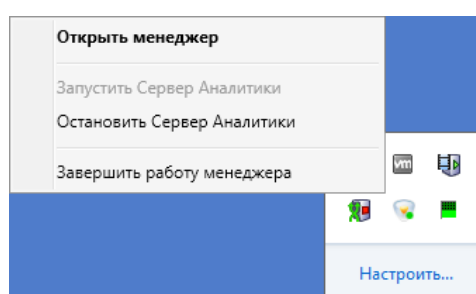 Открыть менеджер
Запустить Сервер Аналитики
Остановить Сервер Аналитики
Завершить работу менеджера
vm
Настроить...